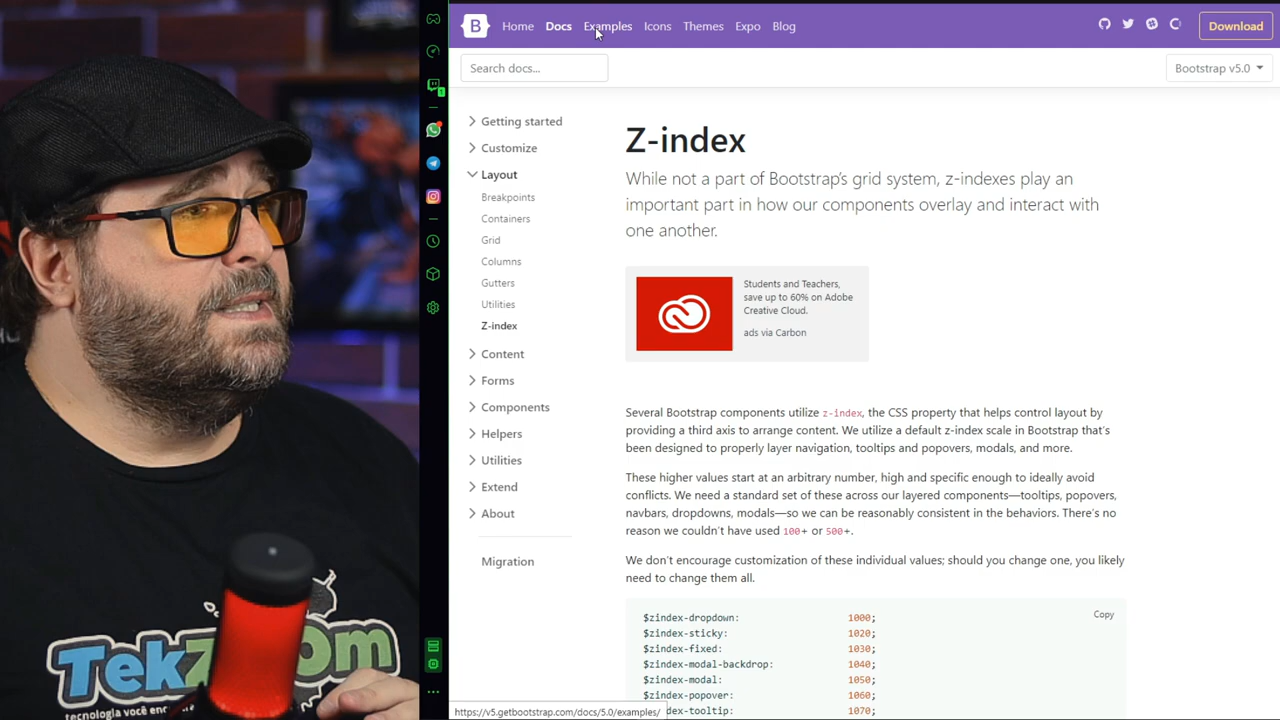 B
Home Docs Examples Icons Themes Expo Blog
Download
Search docs...
Bootstrap v5.0
Getting started
Customize
Layout
Breakpoints
Containers
Grid
Columns
Gutters
Utilities
Z-index
Content
Forms
Components
Helpers
Utilities
Extend
About
Migration
Z-index
While not a part of Bootstrap's grid system, z-indexes play an
important part in how our components overlay and interact with
one another.
Students and Teachers,
save up to 60% on Adobe
Creative Cloud.
ads via Carbon
Several Bootstrap components utilize z-index, the CSS property that helps control layout by
providing a third axis to arrange content. We utilize a default z-index scale in Bootstrap that's
been designed to properly layer navigation, tooltips and popovers, modals, and more.
These higher values start at an arbitrary number, high and specific enough to ideally avoid
conflicts. We need a standard set of these across our layered components—tooltips, popovers,
navbars, dropdowns, modals—so we can be reasonably consistent in the behaviors. There's no
reason we couldn't have used 100+ or 500+.
We don't encourage customization of these individual values; should you change one, you likely
need to change them all.
Copy
$zindex-dropdown: 1000;
$zindex-sticky: 1020;
$zindex-fixed: 1030;
$zindex-modal-backdrop: 1040;
$zindex-modal: 1050;
$zindex-popover: 1060;
ndex-tooltip: 1070;
https://v5.getbootstrap.com/docs/5.0/examples/
1